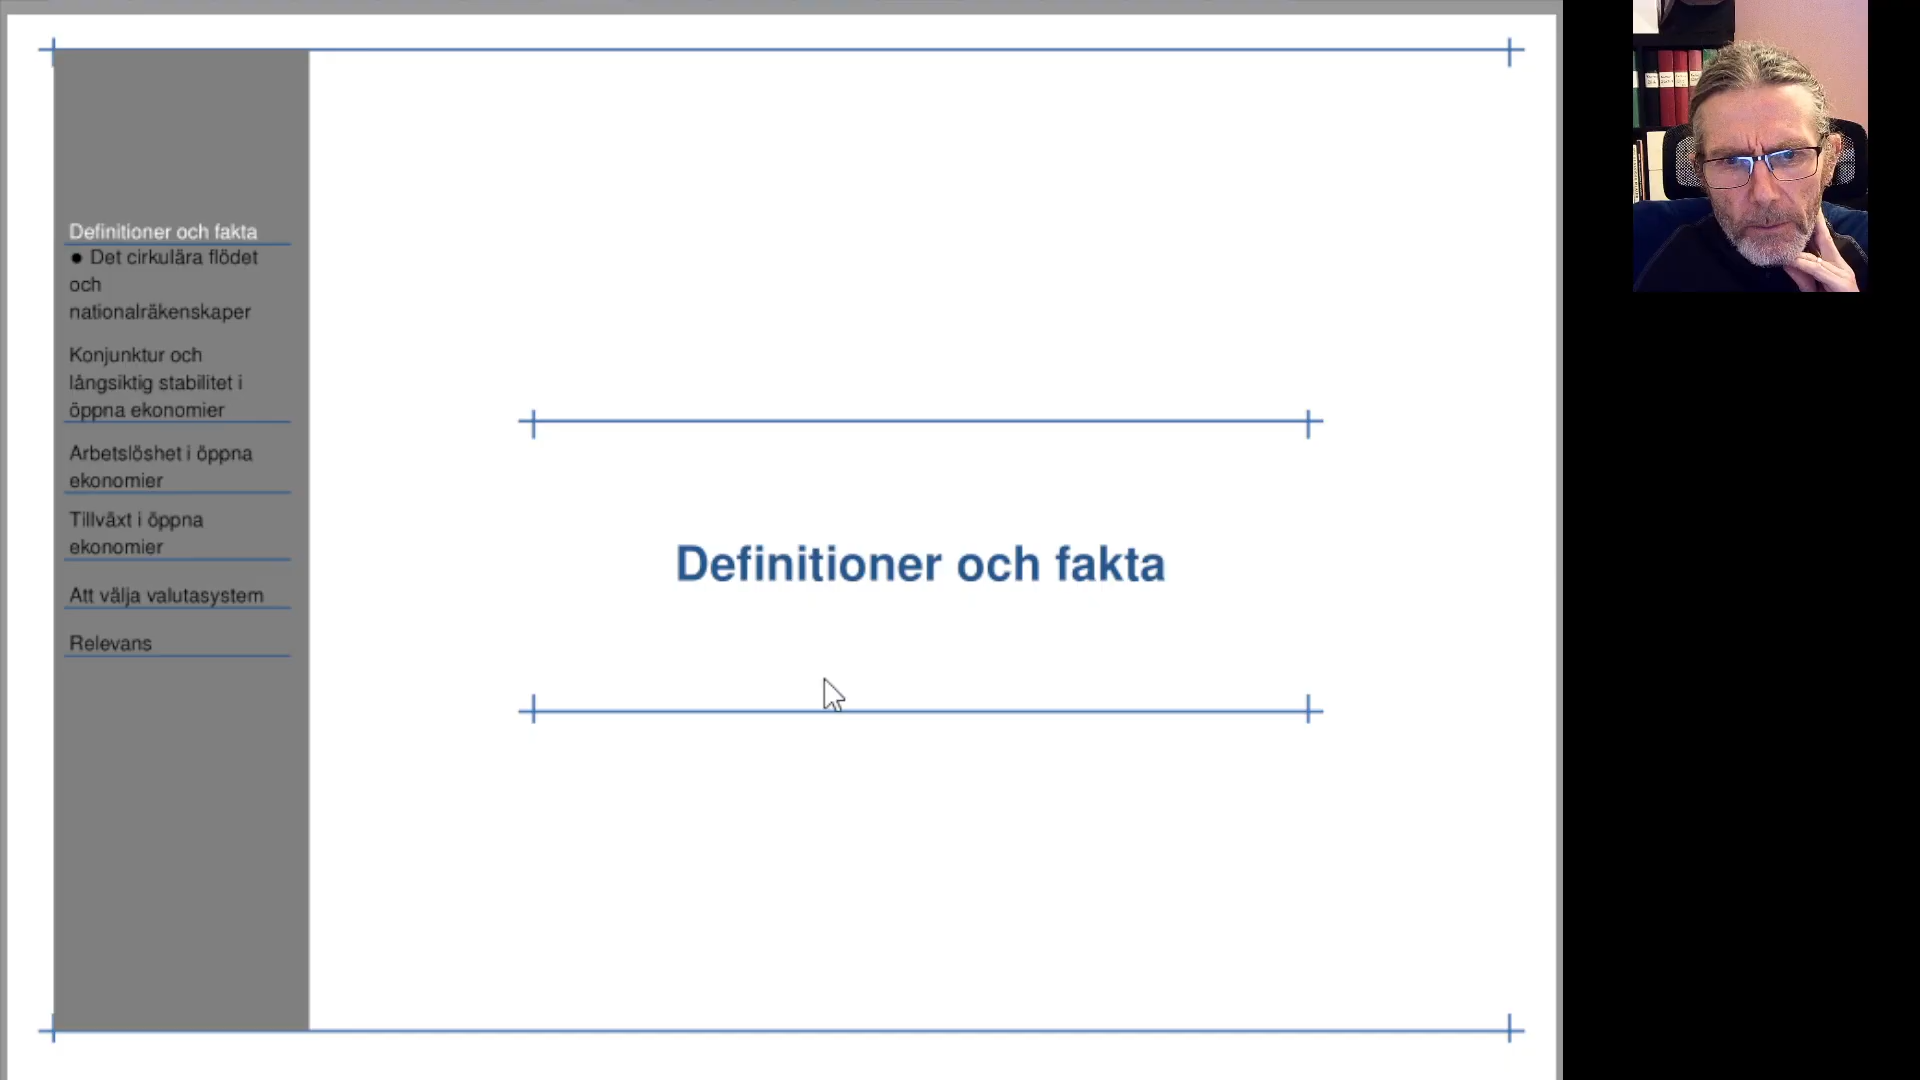 Definitioner och fakta
● Det cirkulära flödet
och
nationalräkenskaper
Konjunktur och
långsiktig stabilitet i
öppna ekonomier
Arbetslöshet i öppna
ekonomier
Tillväxt i öppna
ekonomier
Att välja valutasystem
Relevans
Definitioner och fakta